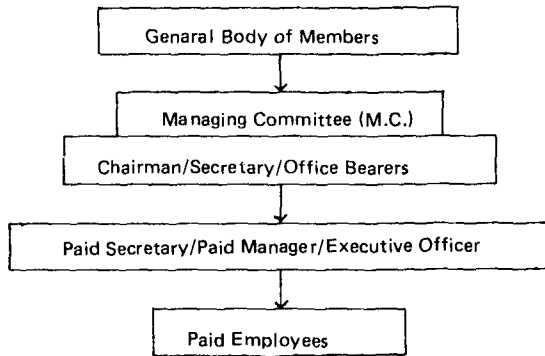 Genaral Body of Members
Managing Committee (M.C.)
Chairman/Secretary/Office Bearers
Paid Secretary/Paid Manager/Executive Officer
Paid Employees